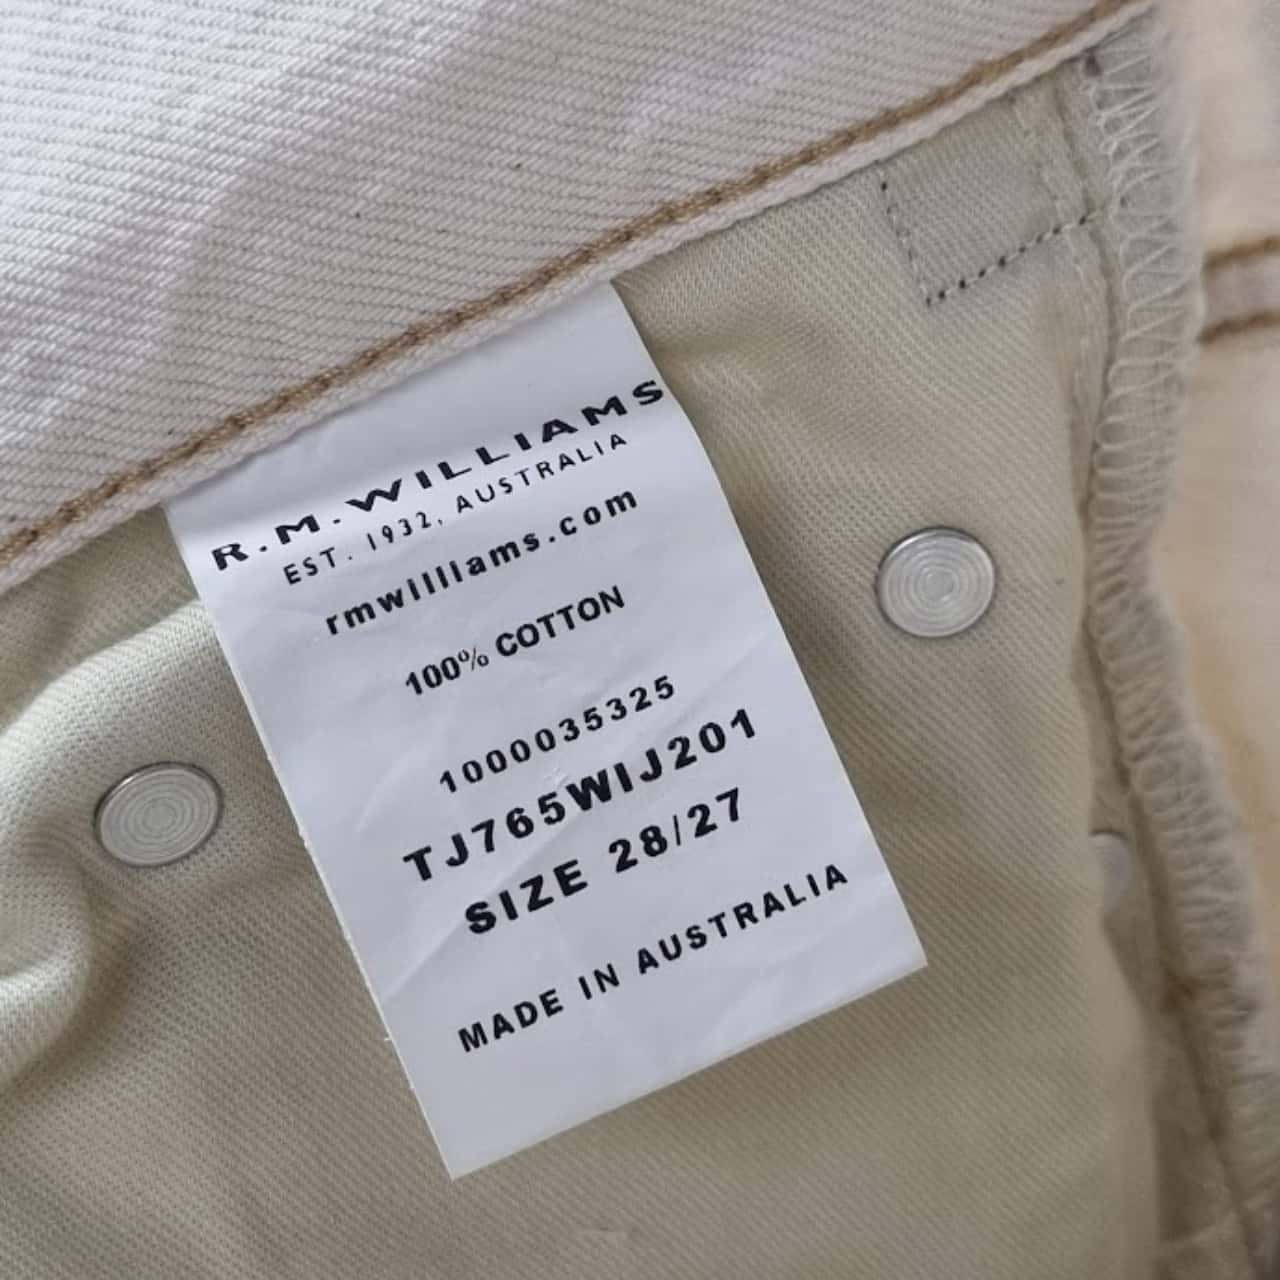 R.M.WILLIAMS
EST. 1932, AUSTRALIA
rmwilliams.com
100% COTTON
1000035325
TJ765WIJ201
SIZE 28/27
MADE IN AUSTRALIA